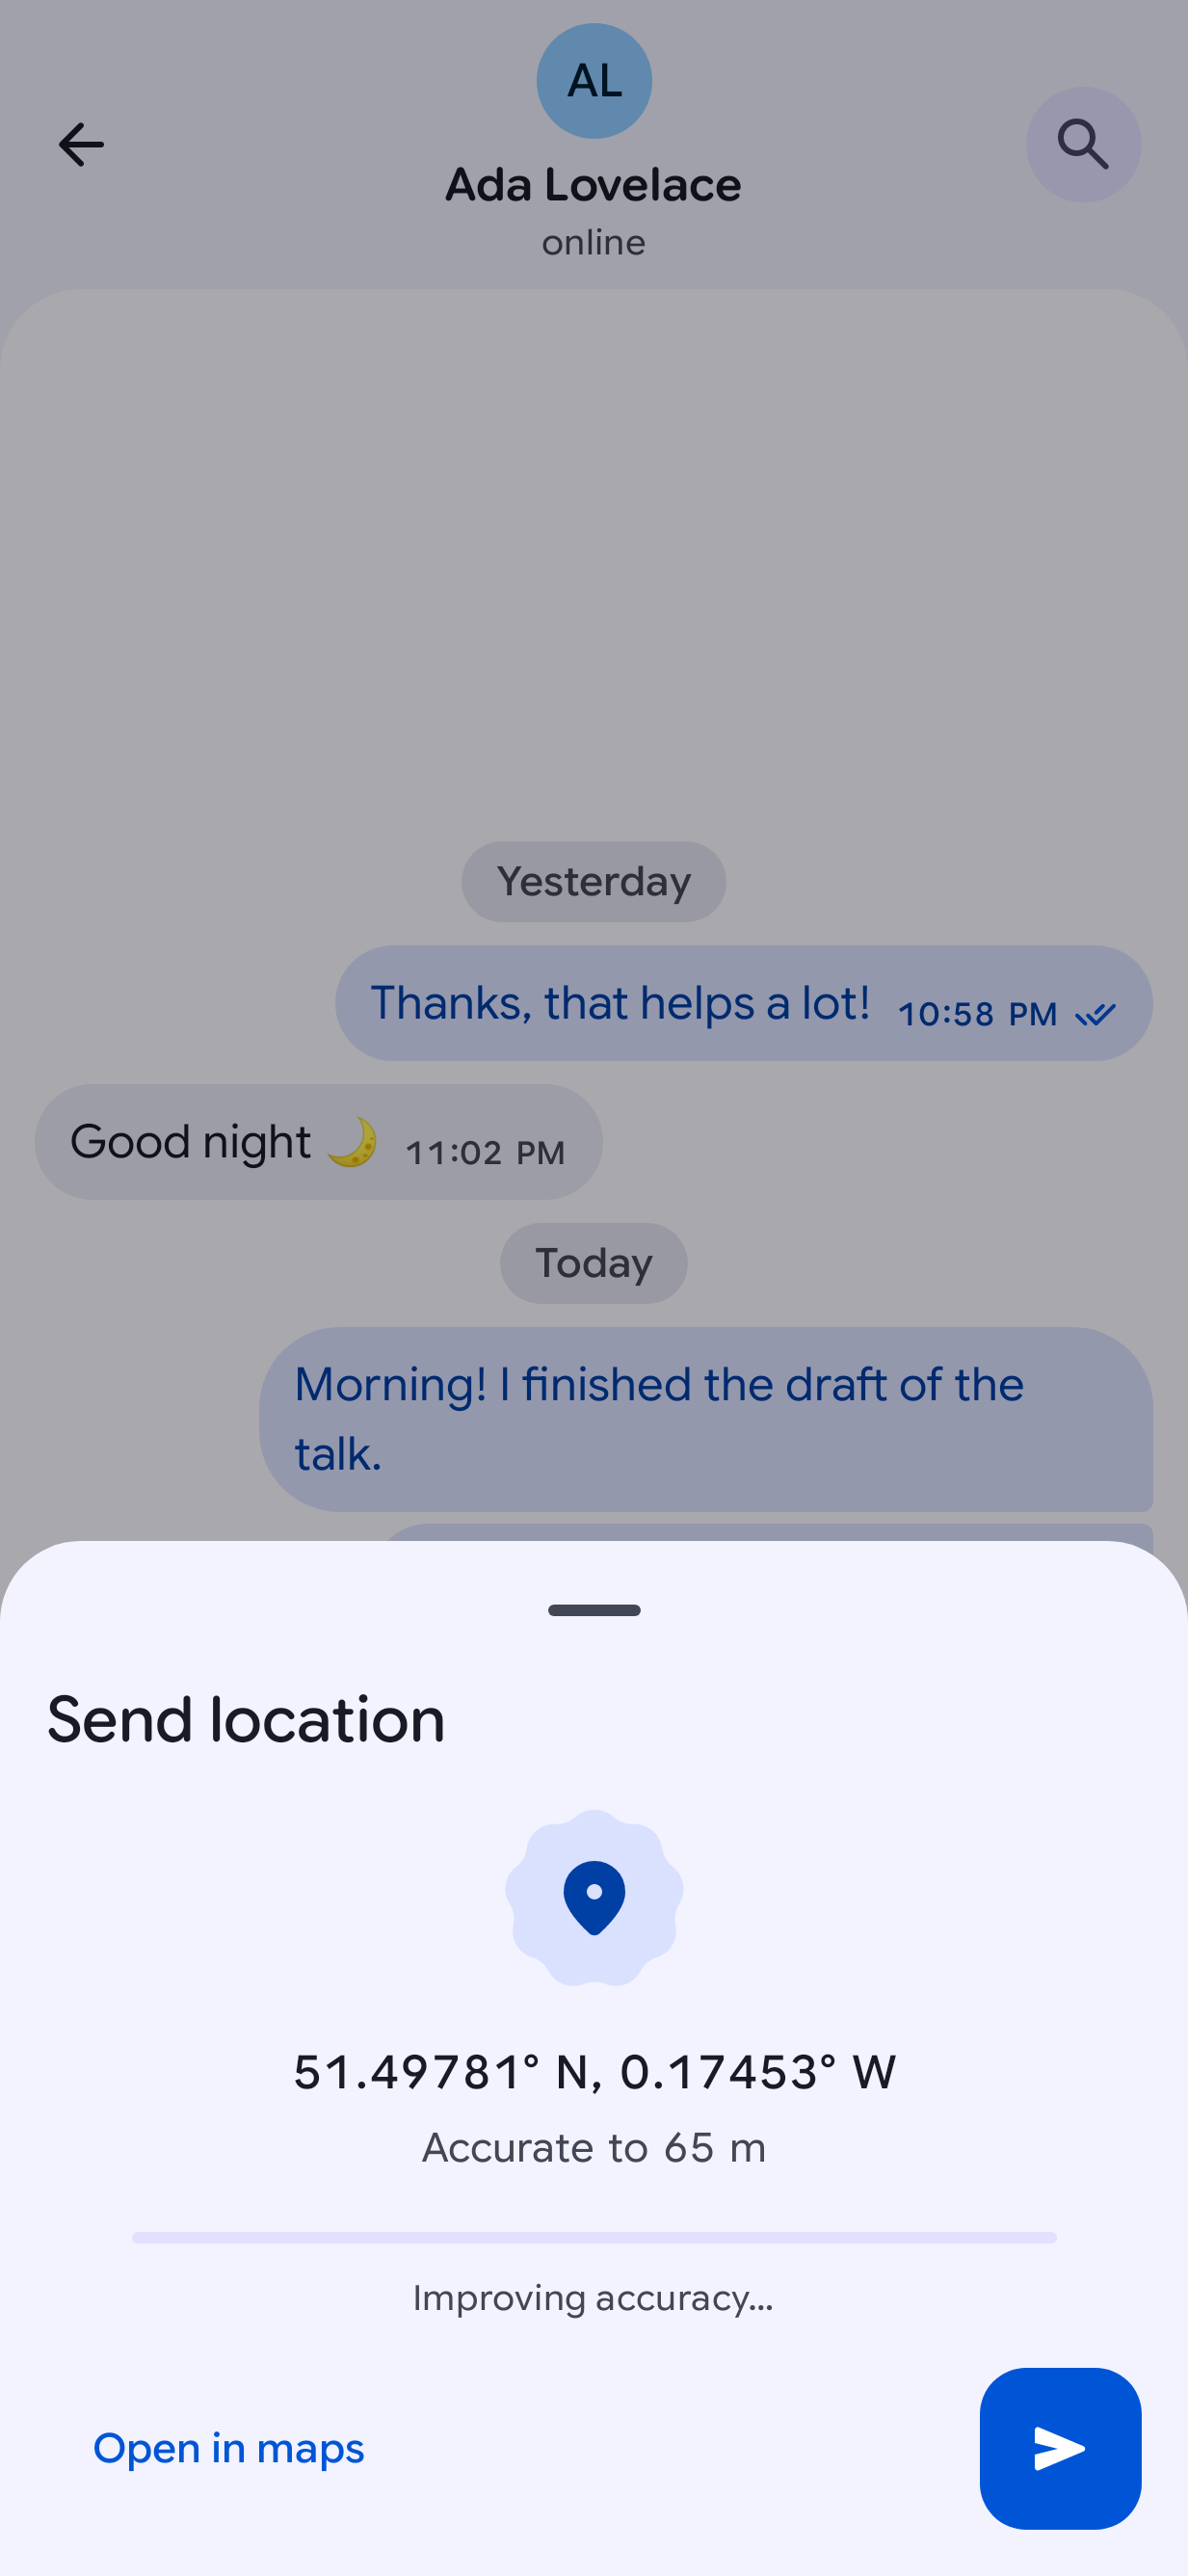 AL
Ada Lovelace
online
Yesterday
Thanks, that helps a lot! 10:58 PM
Good night 🌙 11:02 PM
Today
Morning! I finished the draft of the
talk.
Send location
51.49781° N, 0.17453° W
Accurate to 65 m
Improving accuracy...
Open in maps